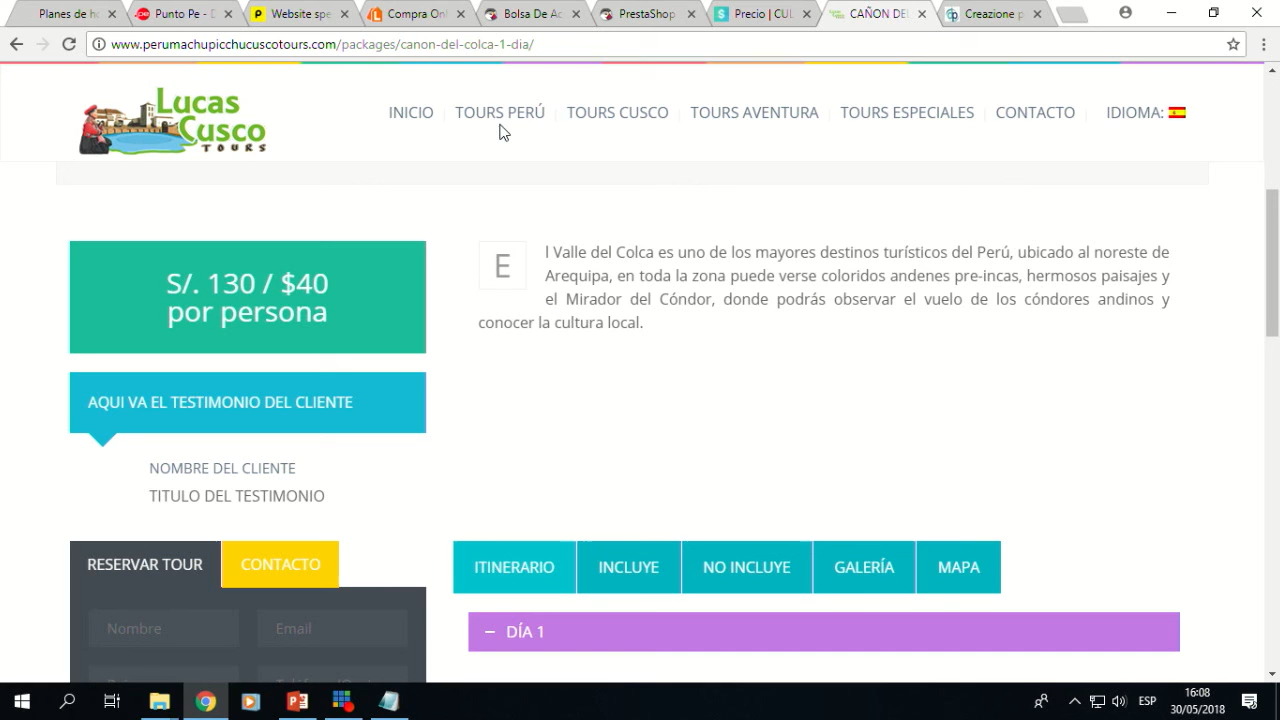 Planes de h
Punto Pe - D
Website spe
Compra Onl
Bolsa De Ac
PrestaShop
Precio | CUL
CAÑON DEL
Creazione p
www.perumachupicchucuscotours.com/packages/canon-del-colca-1-dia/
Lucas
Cusco
TOURS
INICIO
TOURS PERÚ
TOURS CUSCO
TOURS AVENTURA
TOURS ESPECIALES
CONTACTO
IDIOMA:
S/. 130 / $40
por persona
El Valle del Colca es uno de los mayores destinos turísticos del Perú, ubicado al noreste de
Arequipa, en toda la zona puede verse coloridos andenes pre-incas, hermosos paisajes y
el Mirador del Cóndor, donde podrás observar el vuelo de los cóndores andinos y
conocer la cultura local.
AQUI VA EL TESTIMONIO DEL CLIENTE
NOMBRE DEL CLIENTE
TITULO DEL TESTIMONIO
RESERVAR TOUR
CONTACTO
Nombre
Email
ITINERARIO
INCLUYE
NO INCLUYE
GALERÍA
MAPA
DÍA 1
ESP
16:08
30/05/2018